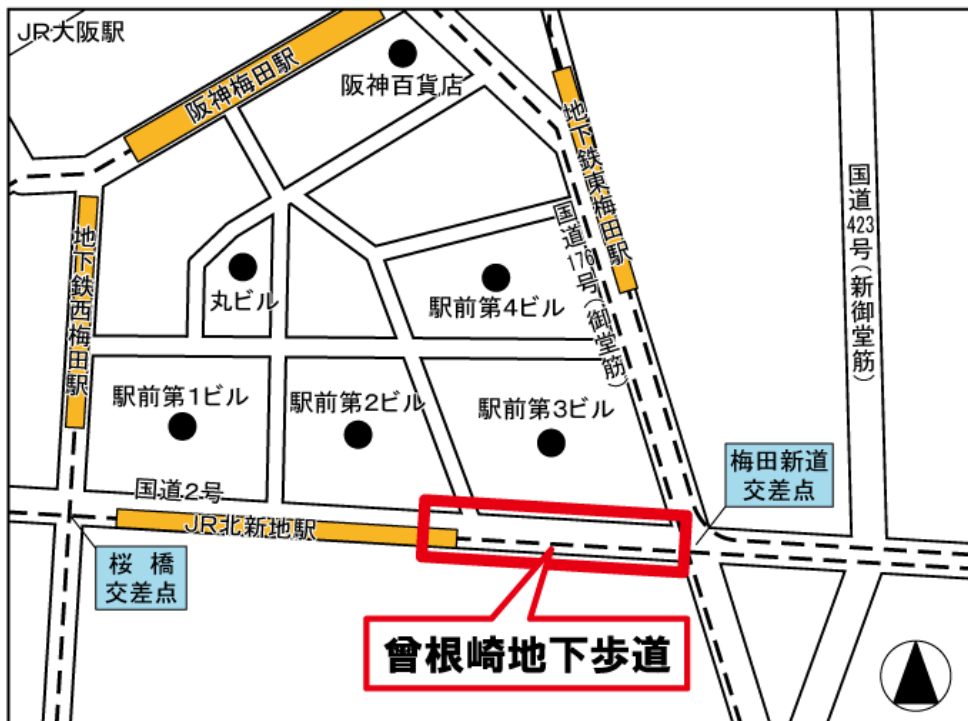 JR大阪駅
阪神梅田駅
阪神百貨店
地下鉄東梅田駅
国道423号(新御堂筋)
国道176号(御堂筋)
地下鉄西梅田駅
丸ビル
駅前第4ビル
駅前第1ビル
駅前第2ビル
駅前第3ビル
梅田新道
交差点
国道2号
JR北新地駅
桜橋
交差点
曾根崎地下歩道